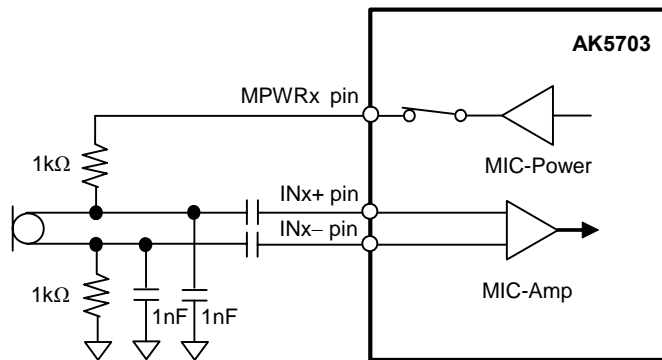 AK5703
MPWRx pin
MIC-Power
1kΩ
INx+ pin
INx− pin
MIC-Amp
1kΩ
1nF
1nF